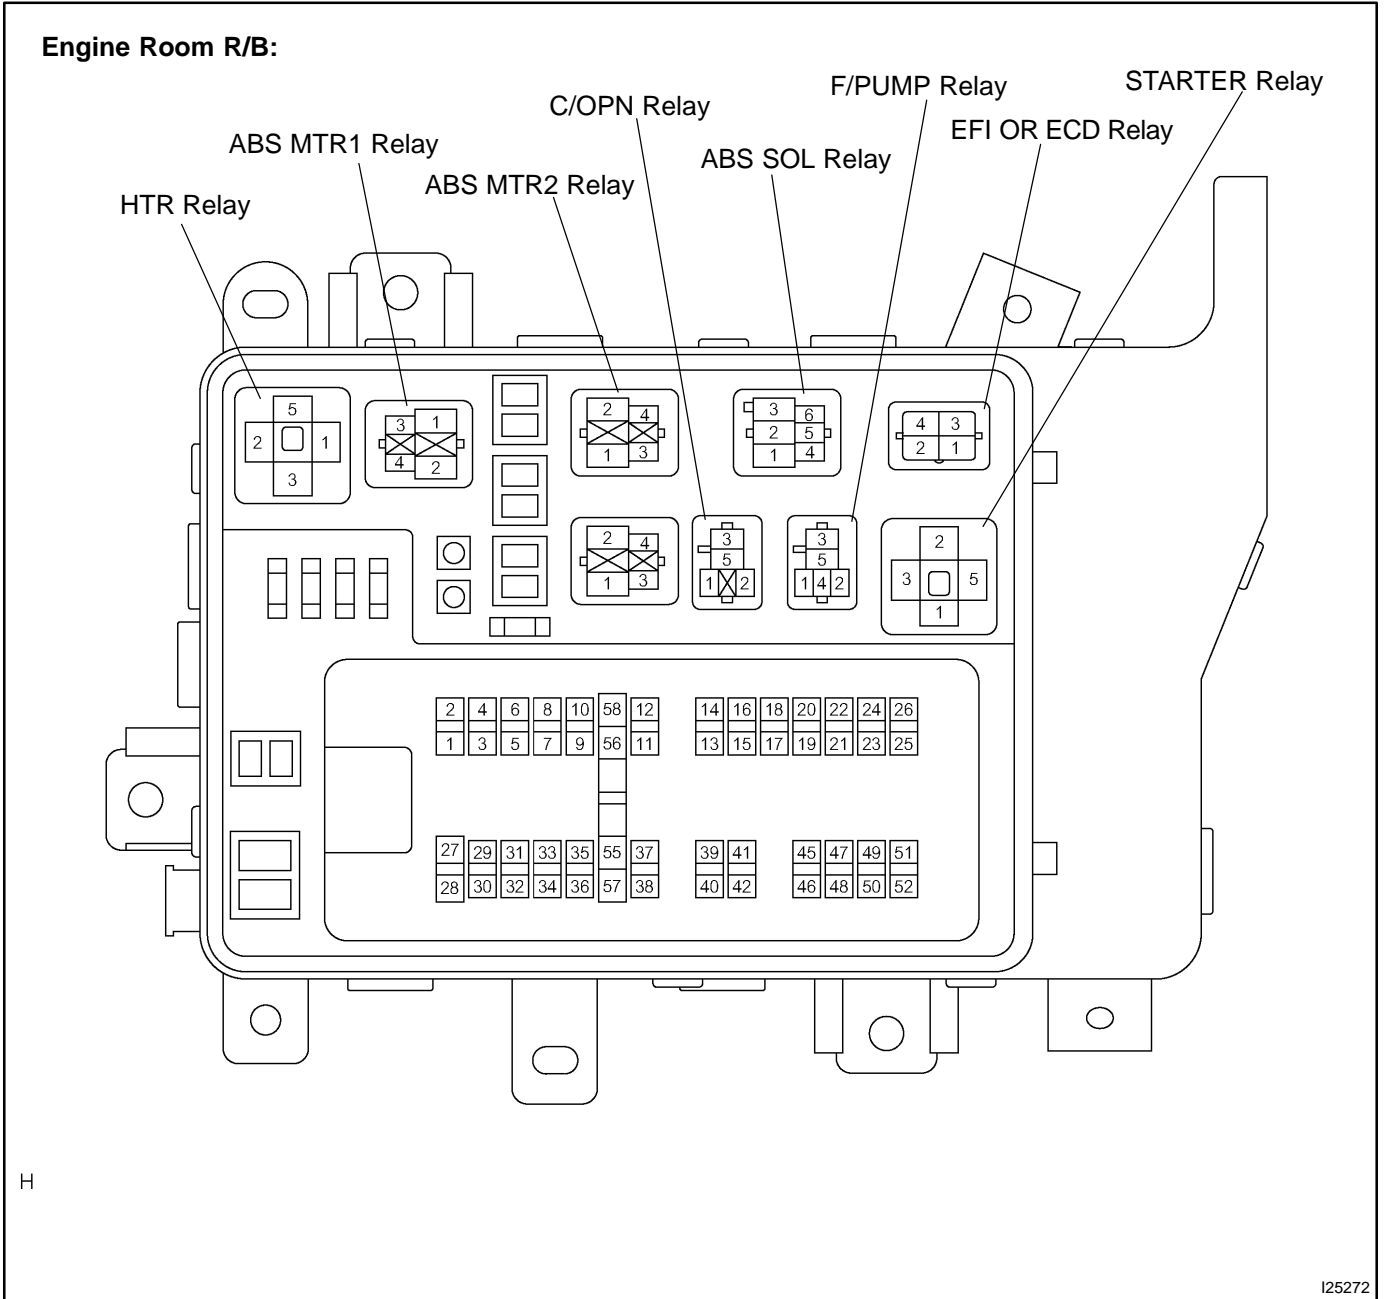 Engine Room R/B:
STARTER Relay
F/PUMP Relay
C/OPN Relay
EFI OR ECD Relay
ABS MTR1 Relay
ABS SOL Relay
ABS MTR2 Relay
HTR Relay
5
2 1
3
3 1
4 2
2 4
1 3
3 6
2 5
1 4
4 3
2 1
2 4
1 3
3
5
1 2
3
5
1 4 2
2
3 5
1
2 4 6 8 10 58 12 14 16 18 20 22 24 26
1 3 5 7 9 56 11 13 15 17 19 21 23 25
27 29 31 33 35 55 37 39 41 45 47 49 51
28 30 32 34 36 57 38 40 42 46 48 50 52
H
I25272